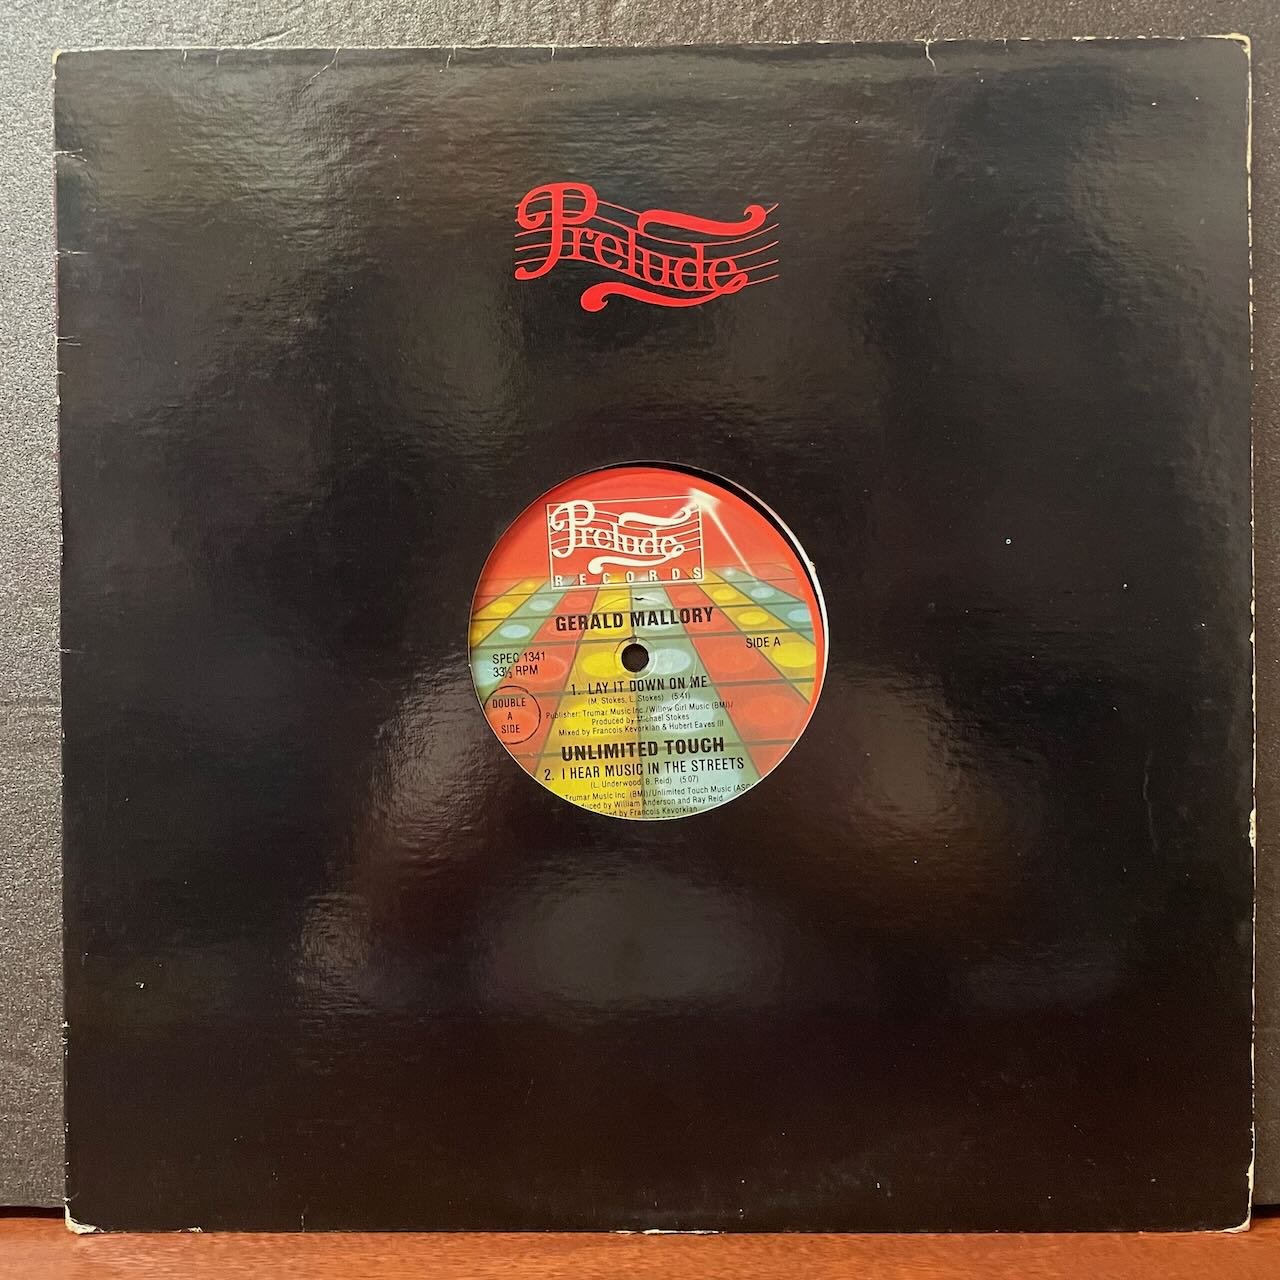 Prelude
Prelude
RECORDS
GERALD MALLORY
SIDE A
SPEC 1341
33⅓ RPM
DOUBLE
A
SIDE
1. LAY IT DOWN ON ME
(M. Stokes, L. Stokes) (5:41)
Publisher: Trumar Music Inc./Willow Girl Music (BMI)/
Produced by Michael Stokes
Mixed by Francois Kevorkian & Hubert Eaves III
UNLIMITED TOUCH
2. I HEAR MUSIC IN THE STREETS
(L. Underwood, B. Reid) (5:07)
Trumar Music Inc. (BMI)/Unlimited Touch Music
by William Anderson and Ray Reid
by Francois Kevorkian